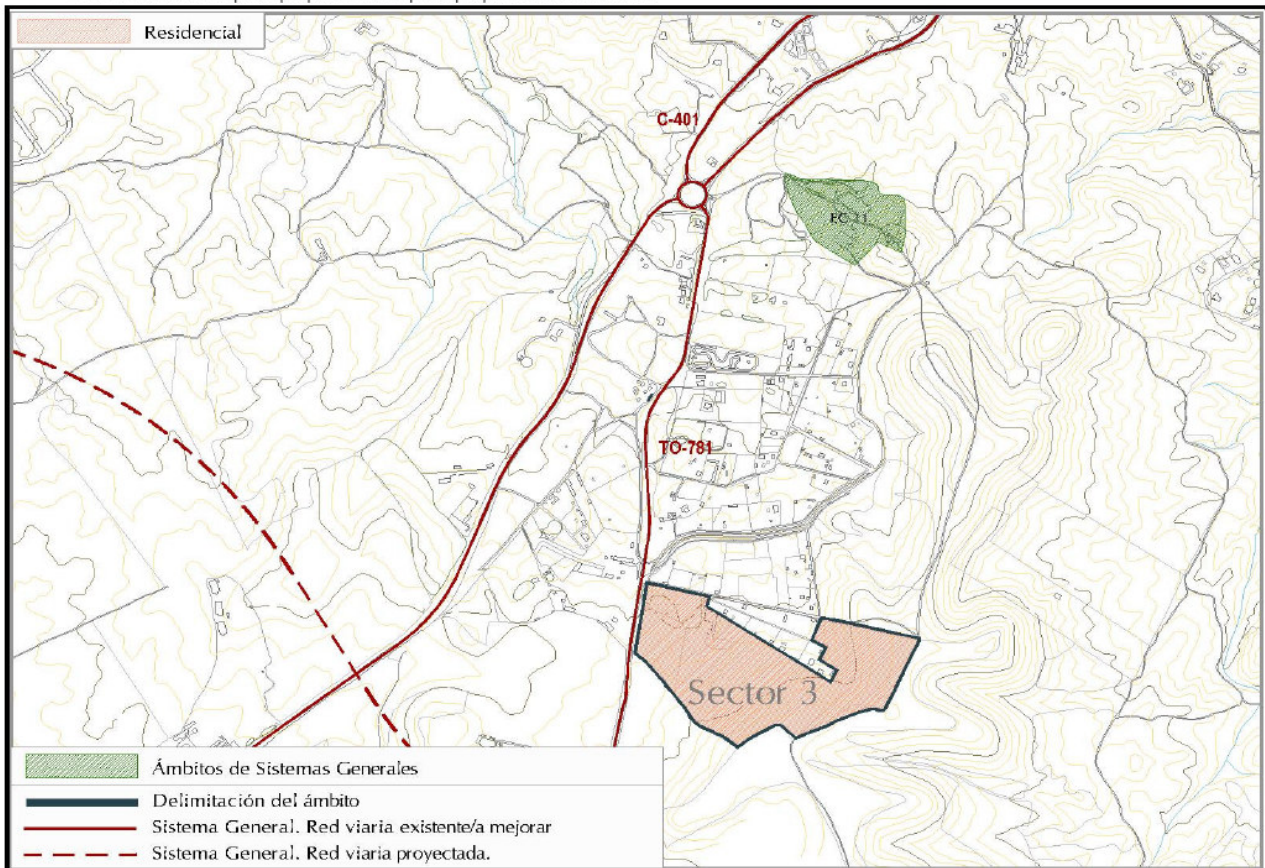 Residencial
C-401
EC-11
TO-781
Sector 3
Ámbitos de Sistemas Generales
Delimitación del ámbito
Sistema General. Red viaria existente/a mejorar
Sistema General. Red viaria proyectada.